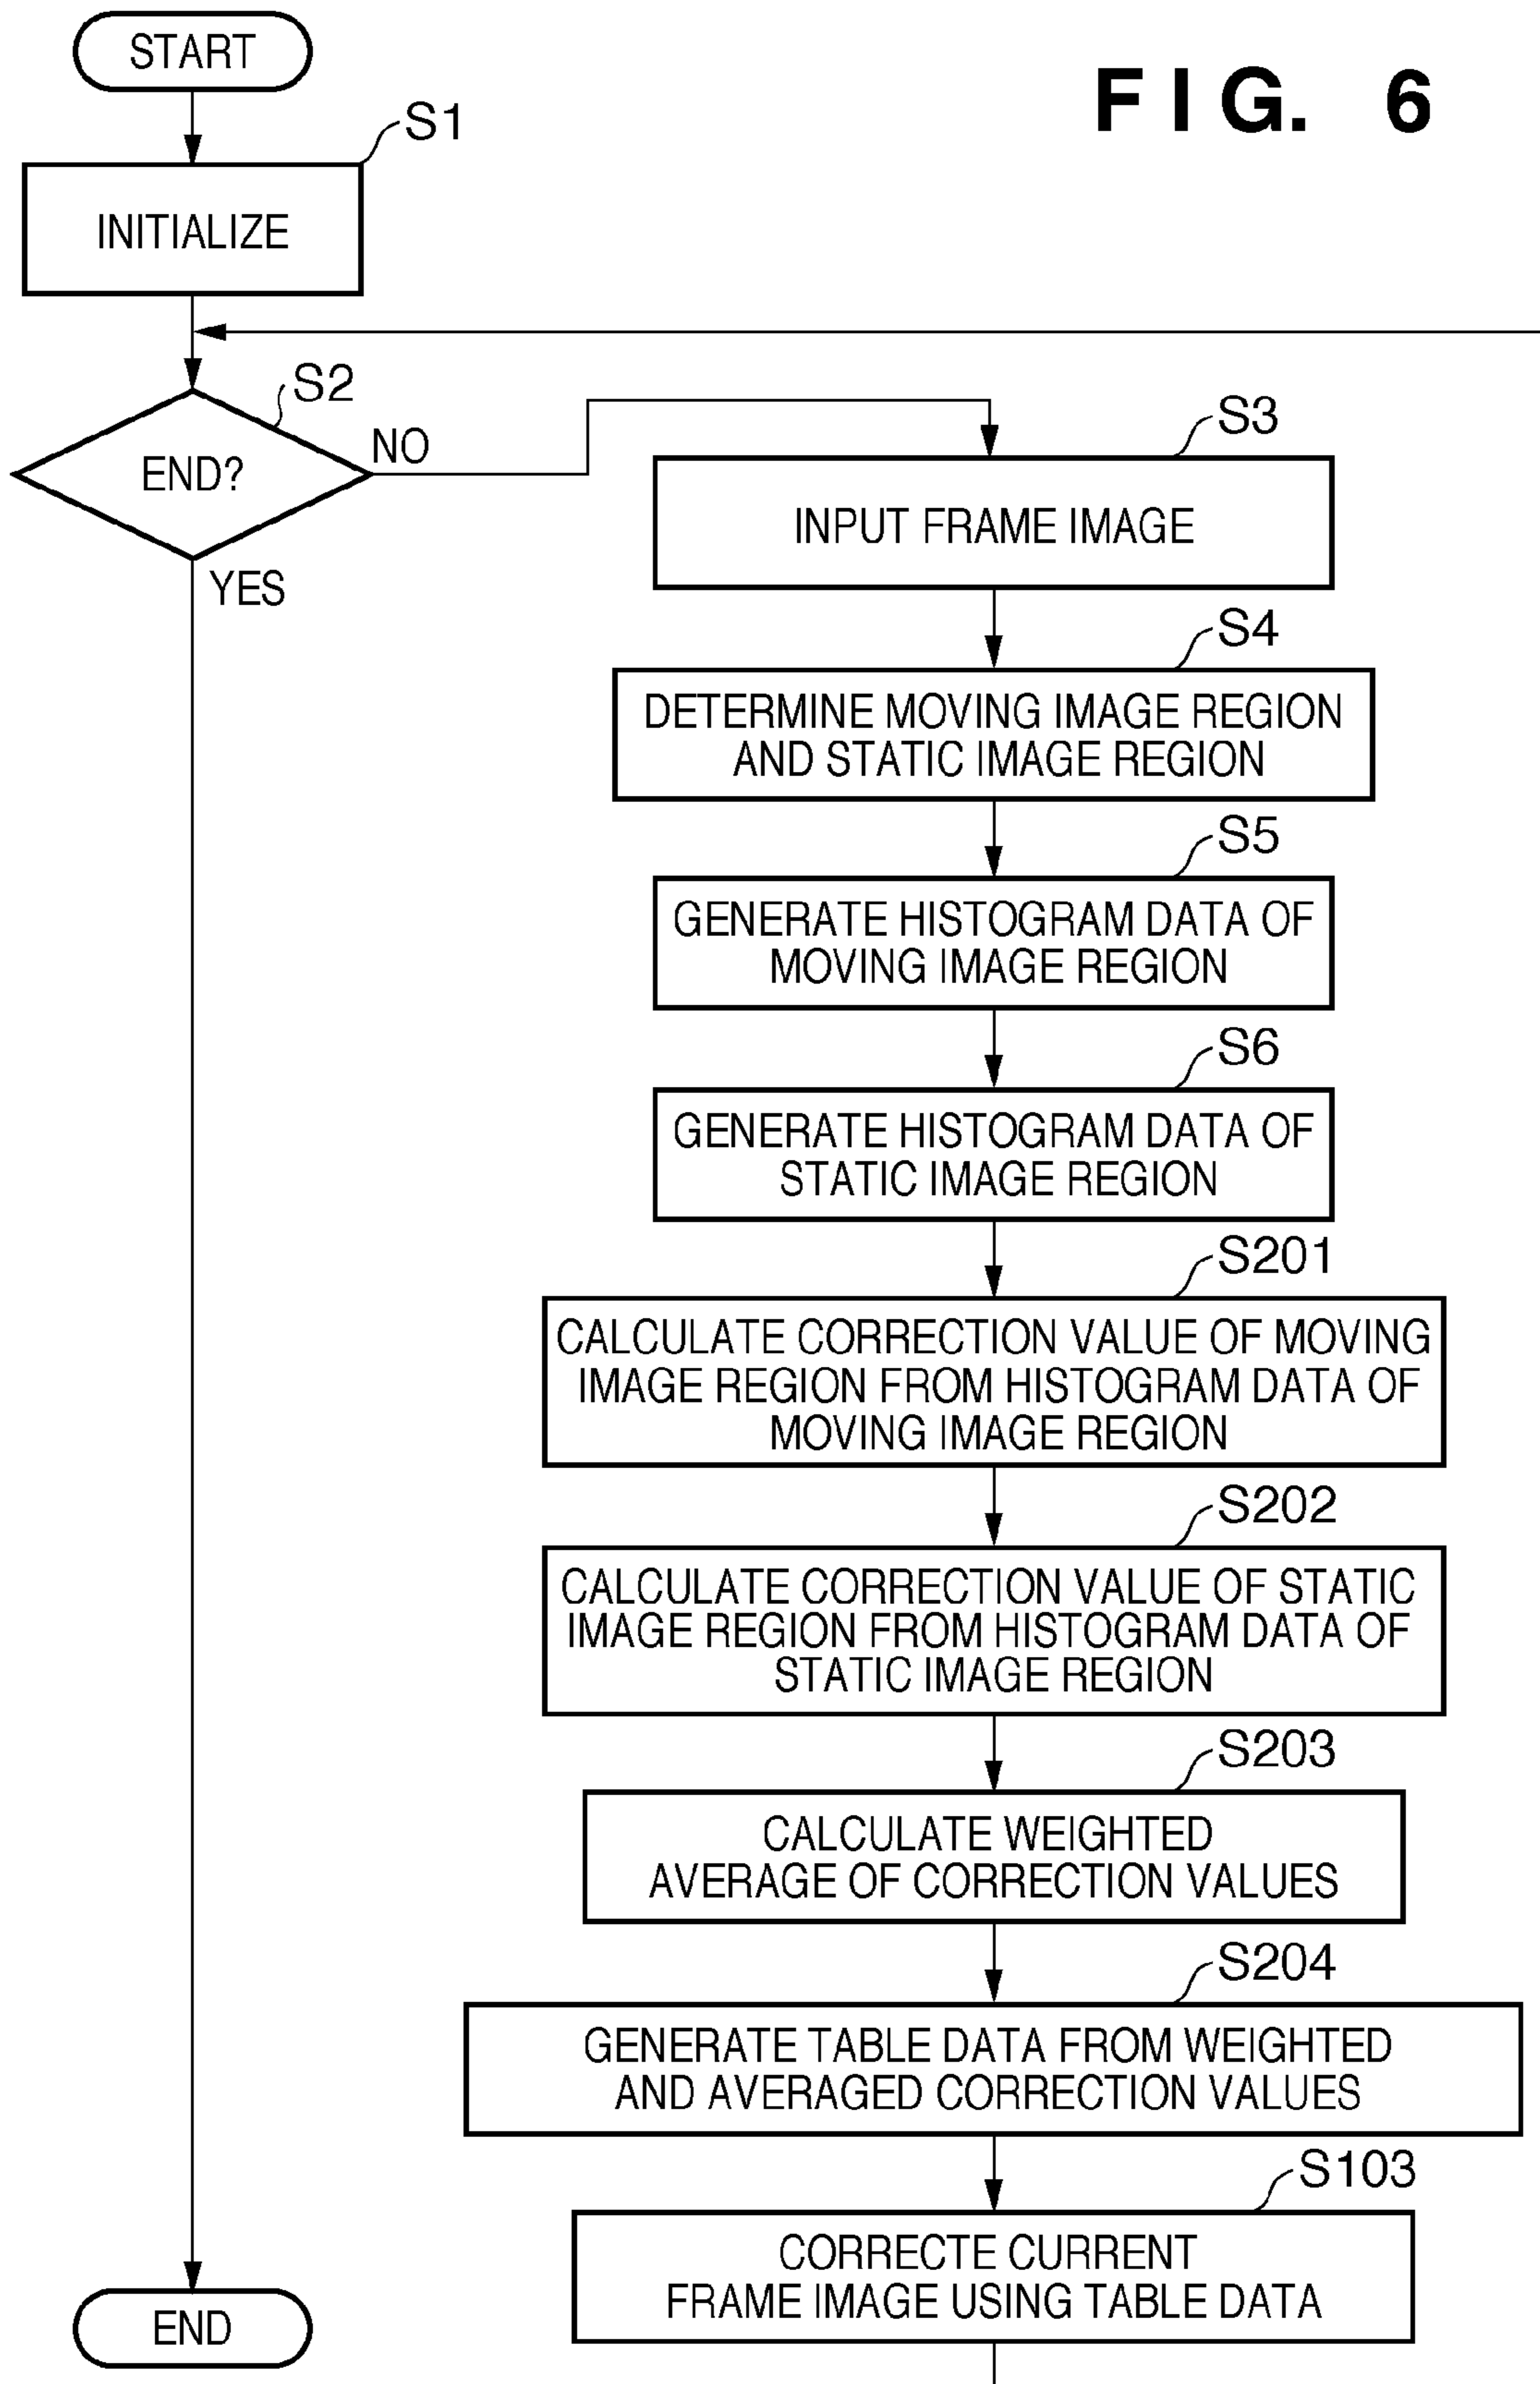 START
FIG. 6
S1
INITIALIZE
S2
END?
NO
YES
S3
INPUT FRAME IMAGE
S4
DETERMINE MOVING IMAGE REGION
AND STATIC IMAGE REGION
S5
GENERATE HISTOGRAM DATA OF
MOVING IMAGE REGION
S6
GENERATE HISTOGRAM DATA OF
STATIC IMAGE REGION
S201
CALCULATE CORRECTION VALUE OF MOVING
IMAGE REGION FROM HISTOGRAM DATA OF
MOVING IMAGE REGION
S202
CALCULATE CORRECTION VALUE OF STATIC
IMAGE REGION FROM HISTOGRAM DATA OF
STATIC IMAGE REGION
S203
CALCULATE WEIGHTED
AVERAGE OF CORRECTION VALUES
S204
GENERATE TABLE DATA FROM WEIGHTED
AND AVERAGED CORRECTION VALUES
S103
CORRECTE CURRENT
FRAME IMAGE USING TABLE DATA
END